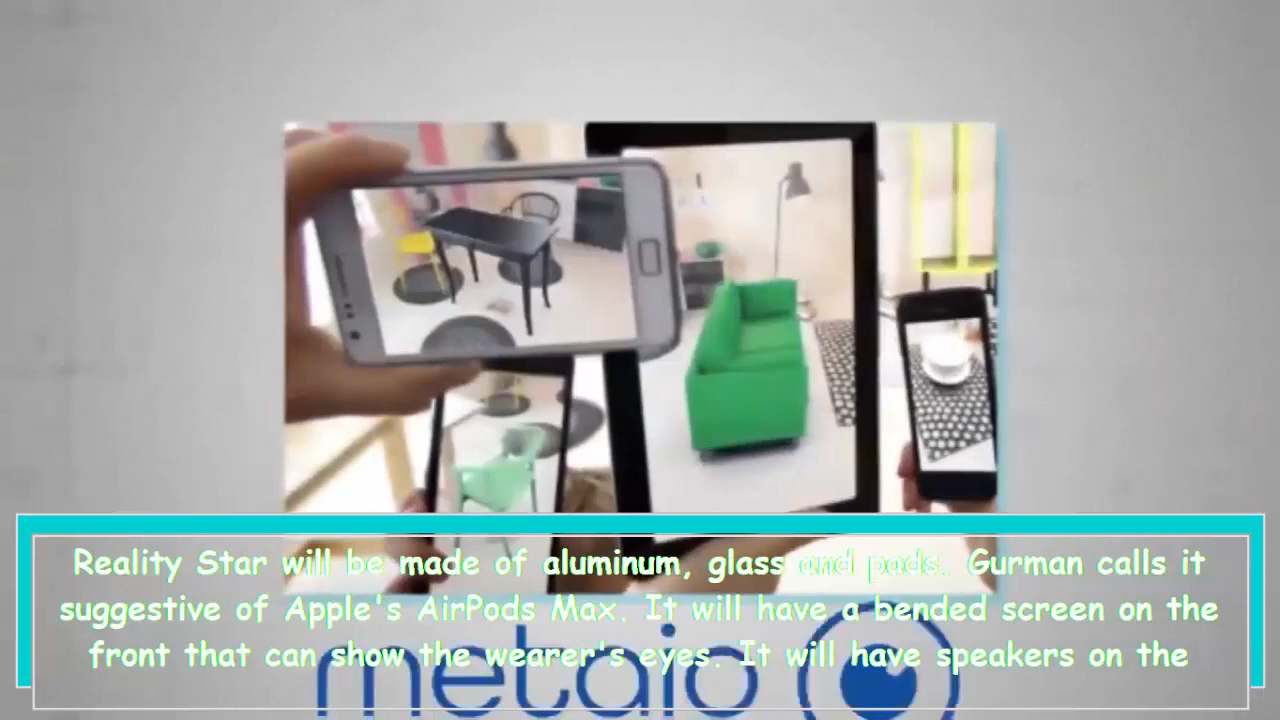 Reality Star will be made of aluminum, glass and pads. Gurman calls it
suggestive of Apple's AirPods Max. It will have a bended screen on the
front that can show the wearer's eyes. It will have speakers on the
metaio